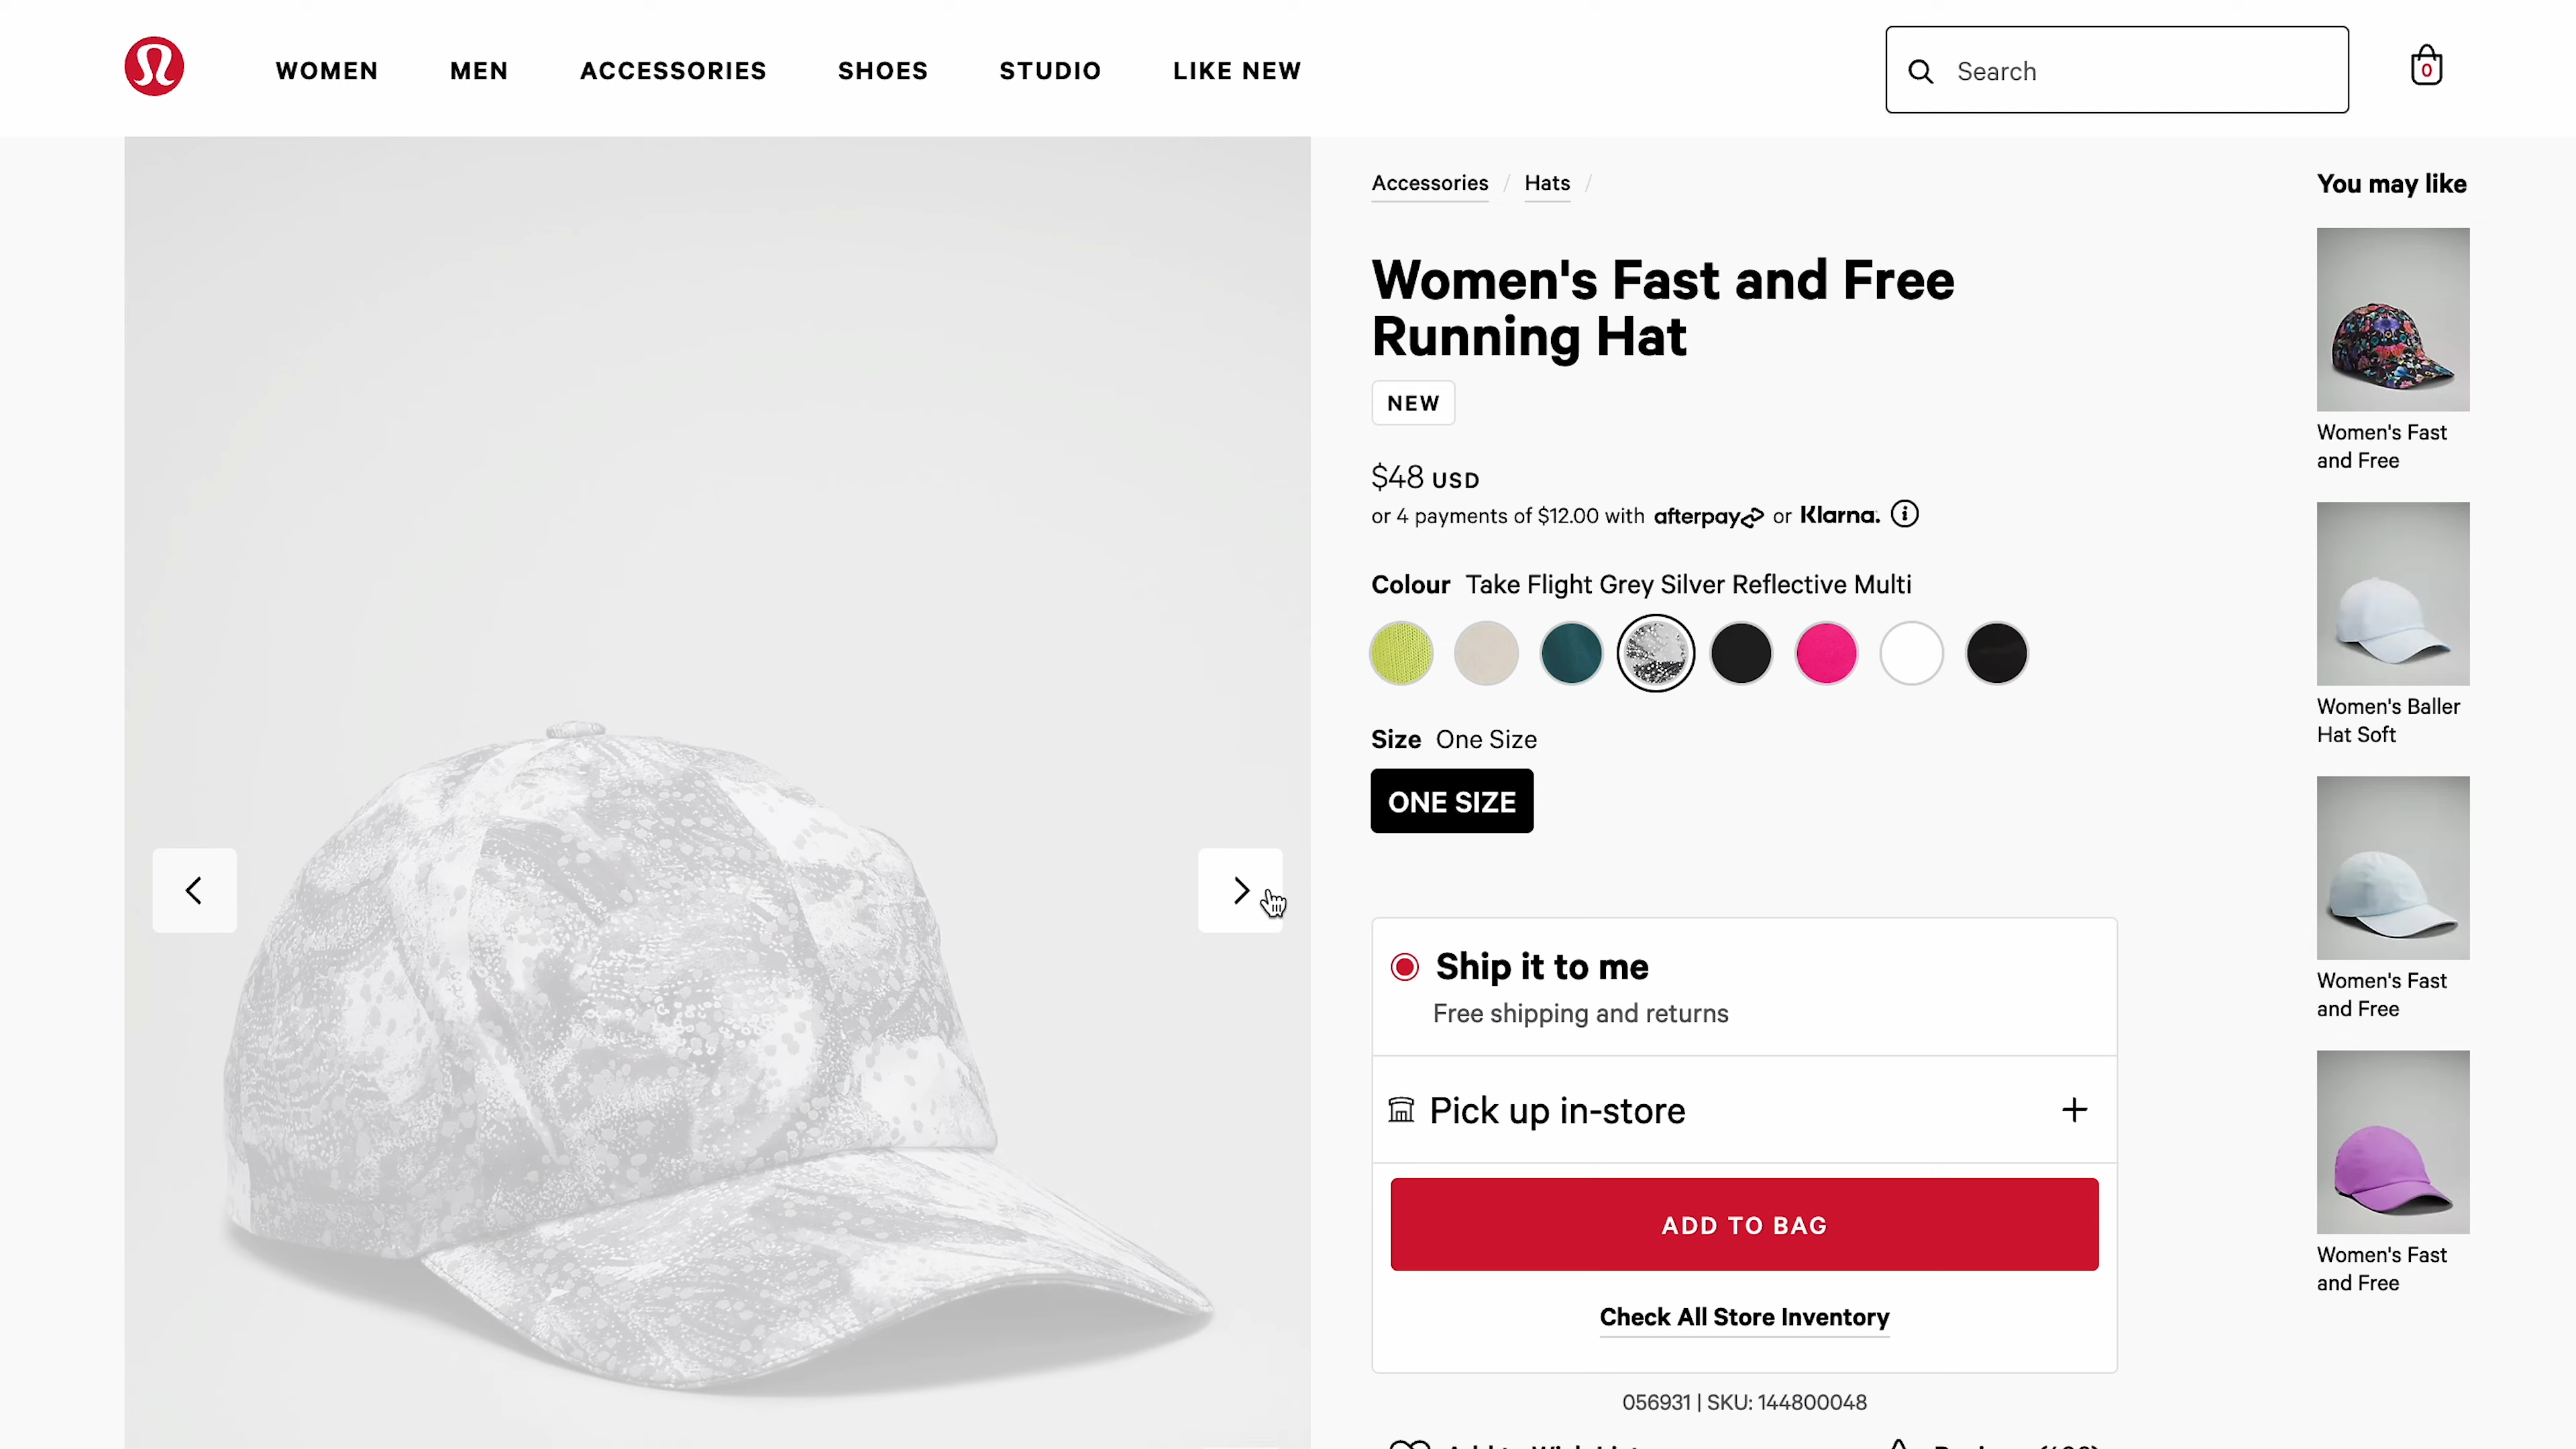 WOMEN MEN ACCESSORIES SHOES STUDIO LIKE NEW
Search
0
Accessories / Hats /
Women's Fast and Free
Running Hat
NEW
$48 USD
or 4 payments of $12.00 with afterpay or Klarna.
Colour Take Flight Grey Silver Reflective Multi
Size One Size
ONE SIZE
Ship it to me
Free shipping and returns
Pick up in-store
ADD TO BAG
Check All Store Inventory
056931 | SKU: 144800048
You may like
Women's Fast
and Free
Women's Baller
Hat Soft
Women's Fast
and Free
Women's Fast
and Free